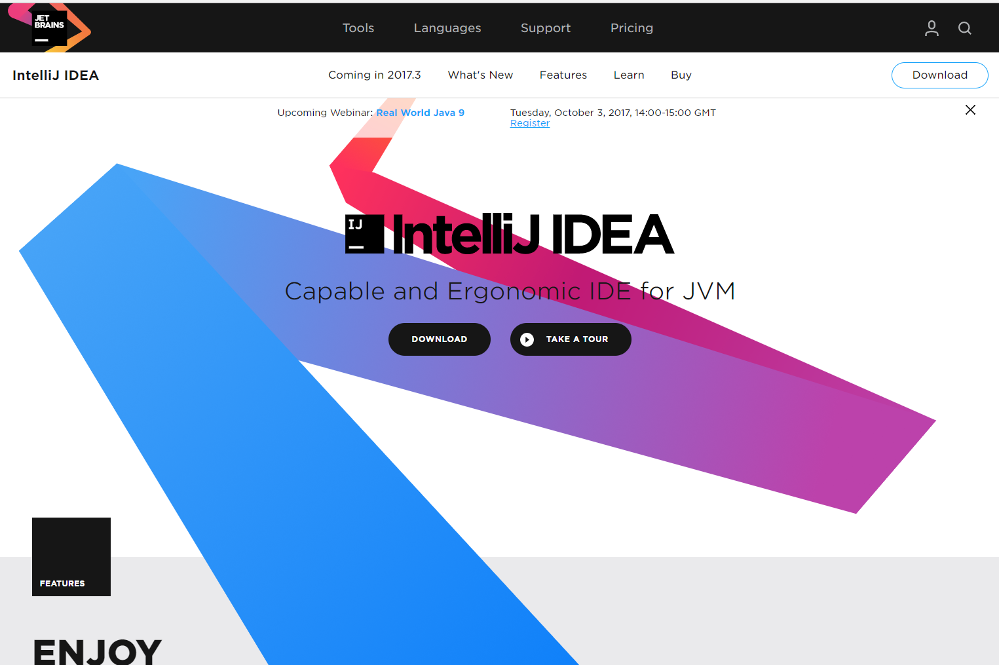 JET
BRAINS
Tools Languages Support Pricing
IntelliJ IDEA
Coming in 2017.3 What's New Features Learn Buy
Download
Upcoming Webinar: Real World Java 9
Tuesday, October 3, 2017, 14:00-15:00 GMT
Register
IJ
IntelliJ IDEA
Capable and Ergonomic IDE for JVM
DOWNLOAD
TAKE A TOUR
FEATURES
ENJOY